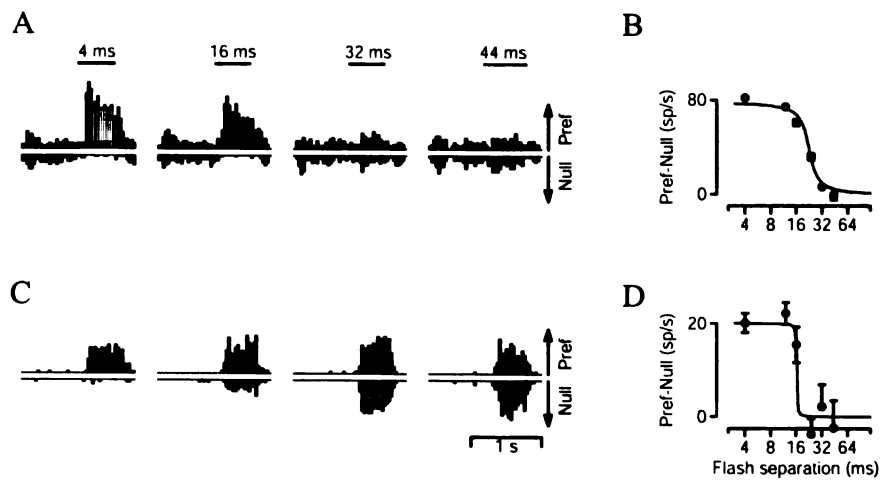 A
4 ms 16 ms 32 ms 44 ms
Pref
Null
B
Pref-Null (sp/s)
80
0
4 8 16 32 64
C
Pref
Null
1 s
D
Pref-Null (sp/s)
20
0
4 8 16 32 64
Flash separation (ms)